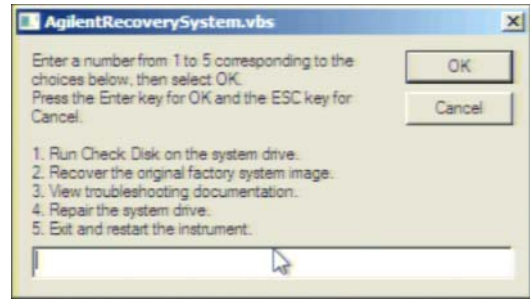 AgilentRecoverySystem.vbs
Enter a number from 1 to 5 corresponding to the
choices below, then select OK.
Press the Enter key for OK and the ESC key for
Cancel.
OK
Cancel
1. Run Check Disk on the system drive.
2. Recover the original factory system image.
3. View troubleshooting documentation.
4. Repair the system drive.
5. Exit and restart the instrument.